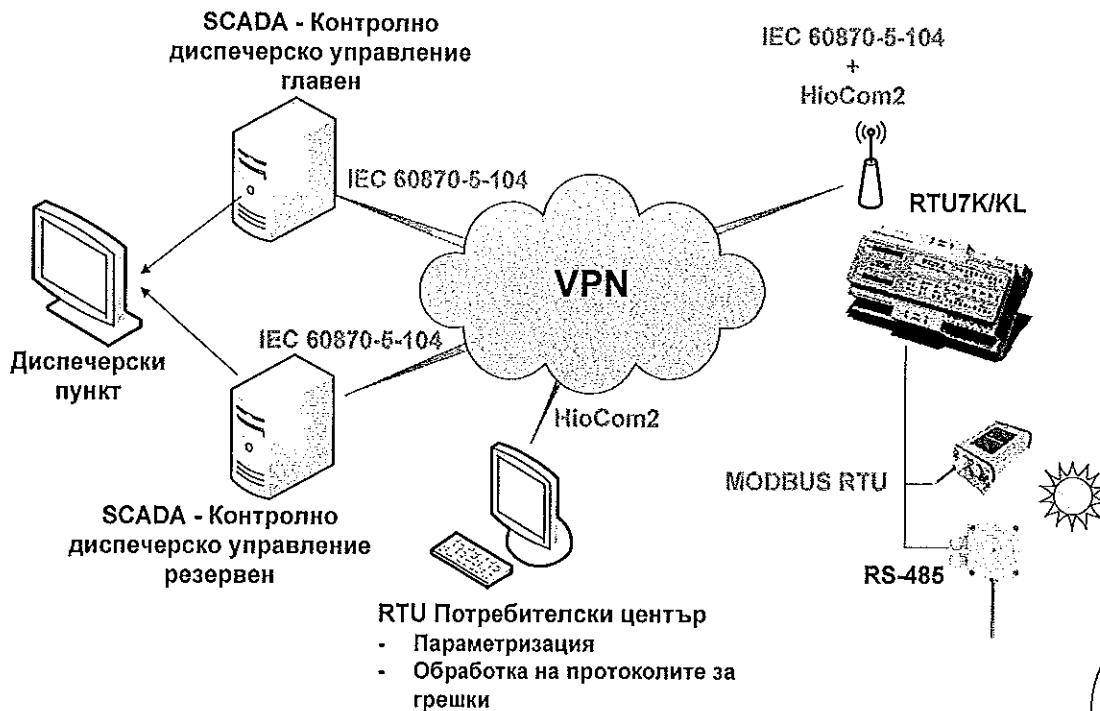 SCADA - Контролно
диспечерско управление
главен
IEC 60870-5-104
+
HioCom2
IEC 60870-5-104
RTU7K/KL
VPN
IEC 60870-5-104
Диспечерски
пункт
HioCom2
MODBUS RTU
SCADA - Контролно
диспечерско управление
резервен
RS-485
RTU Потребителски център
- Параметризация
- Обработка на протоколите за
грешки